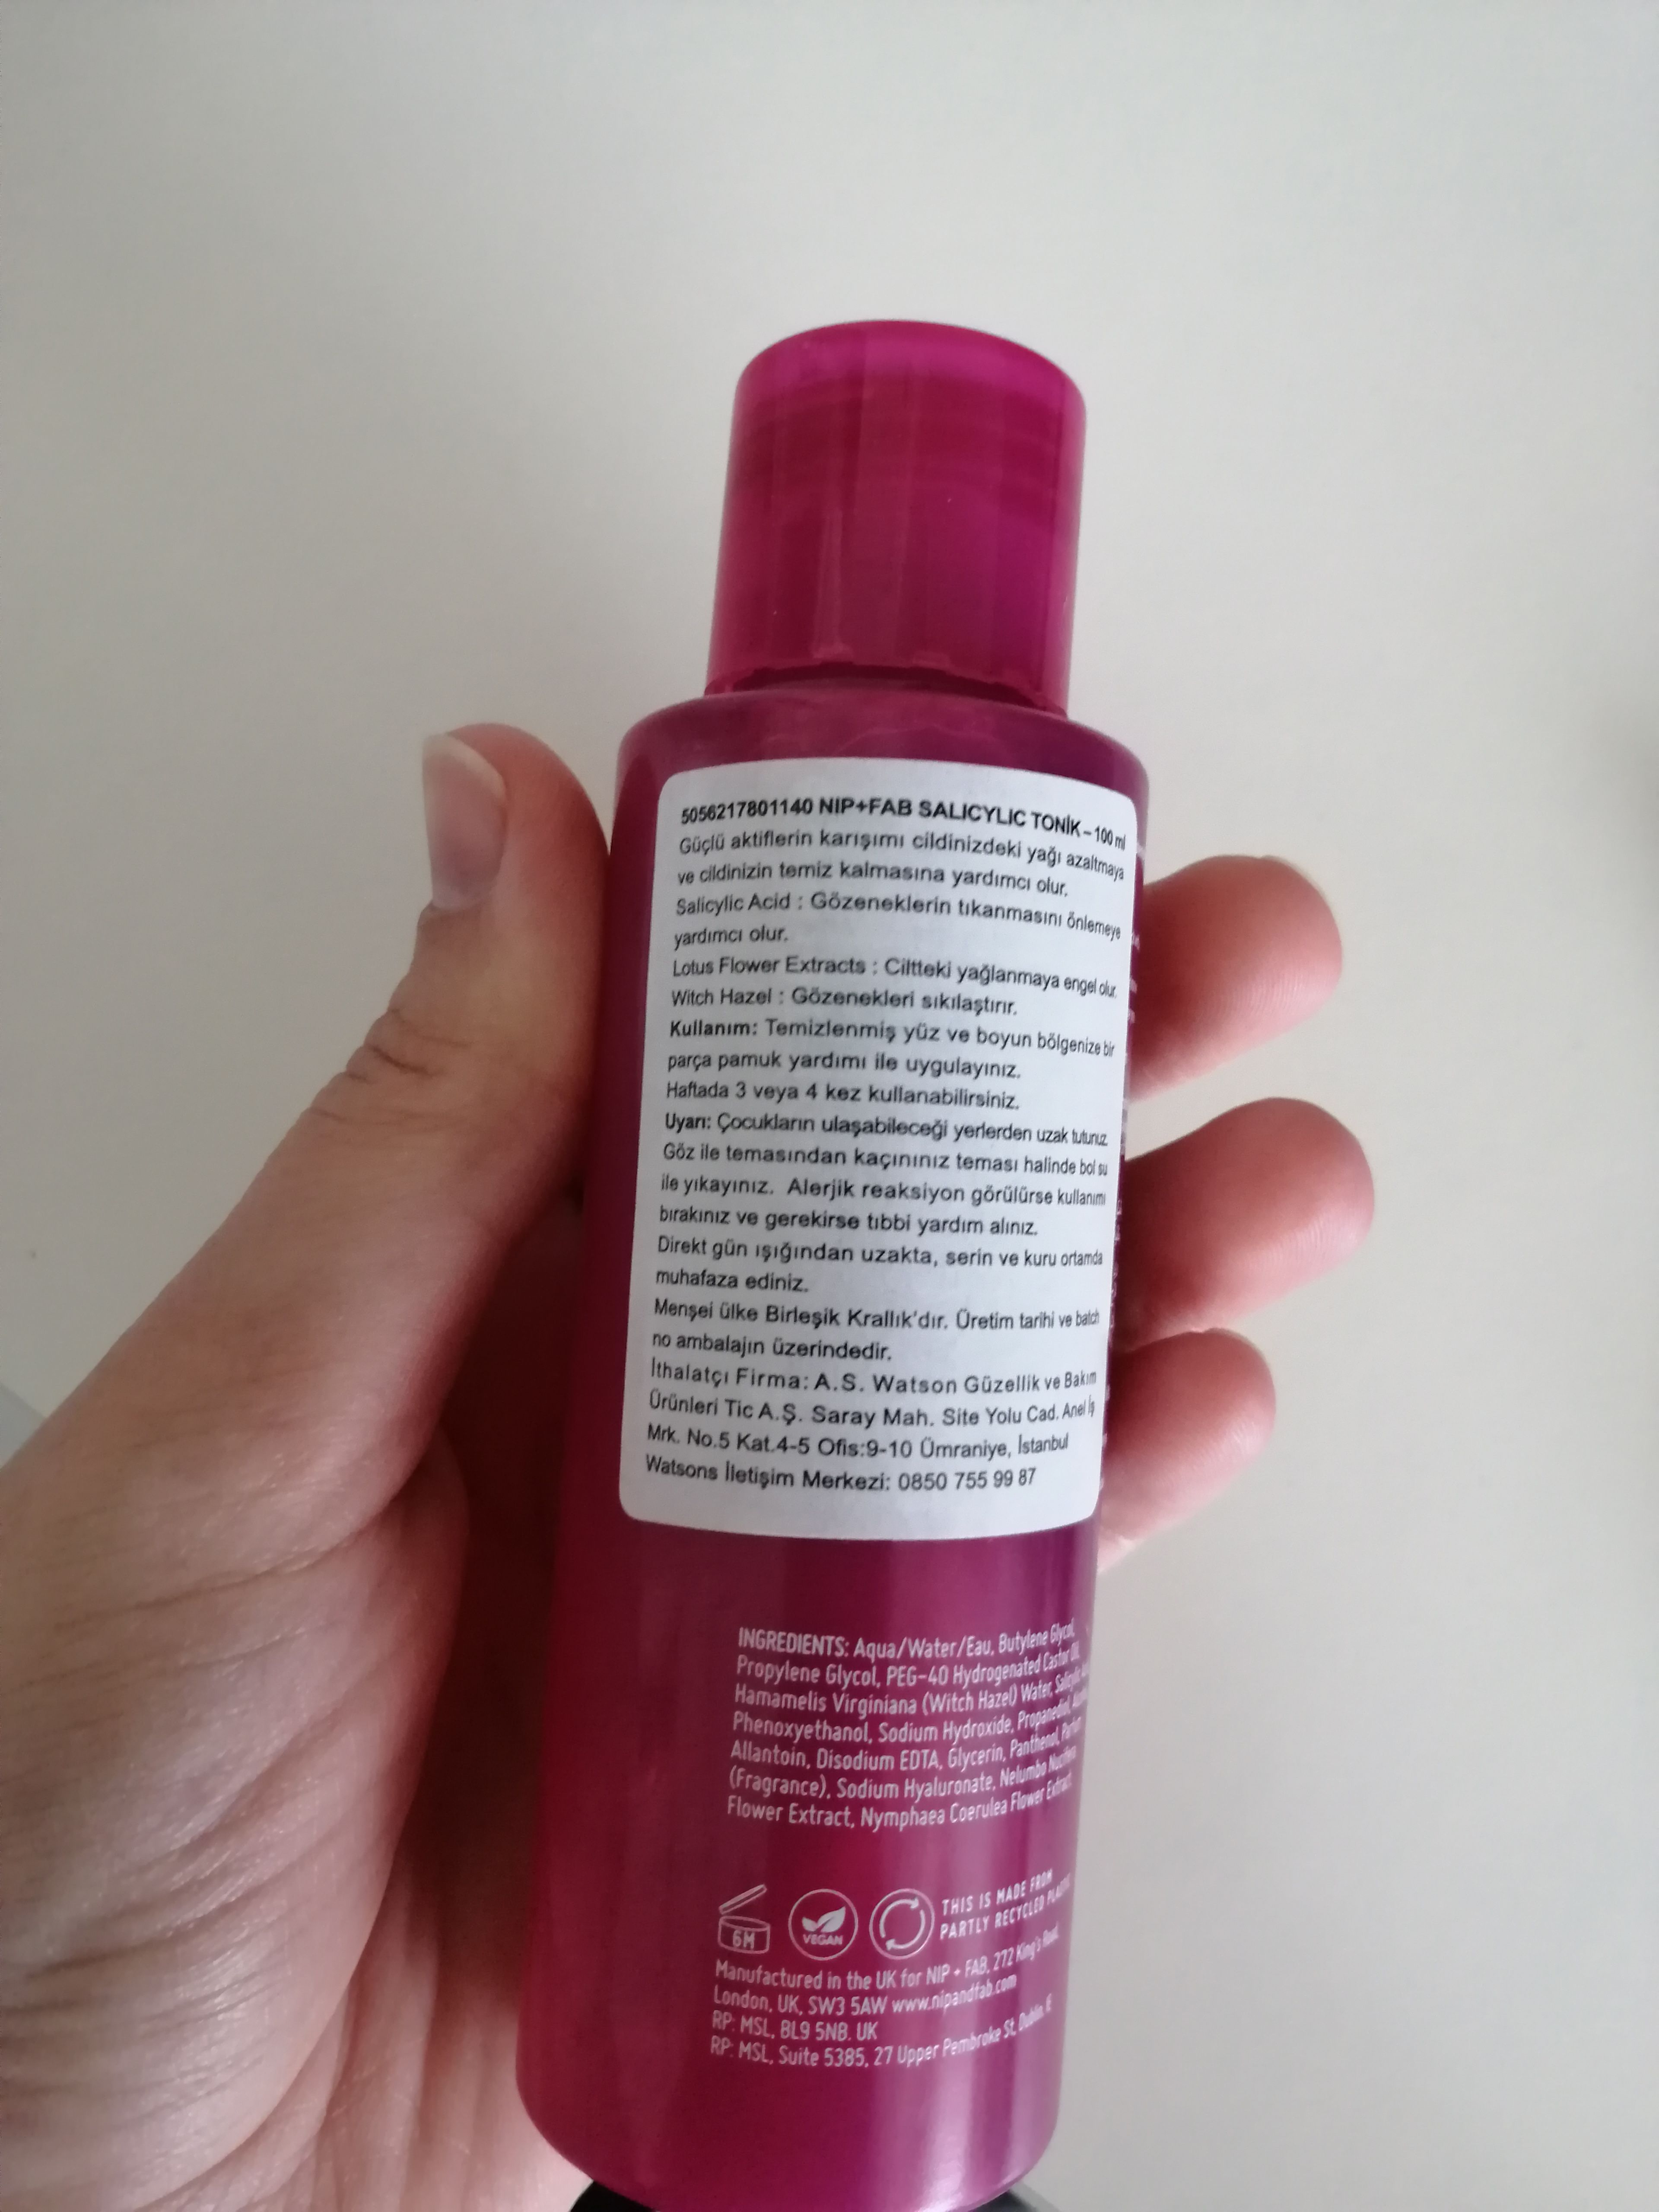 5056217801140 NIP+FAB SALICYLIC TONİK – 100 ml
Güçlü aktiflerin karışımı cildinizdeki yağı azaltmaya
ve cildinizin temiz kalmasına yardımcı olur.
Salicylic Acid : Gözeneklerin tıkanmasını önlemeye
yardımcı olur.
Lotus Flower Extracts : Ciltteki yağlanmaya engel olur.
Witch Hazel : Gözenekleri sıkılaştırır.
Kullanım: Temizlenmiş yüz ve boyun bölgenize bir
parça pamuk yardımı ile uygulayınız.
Haftada 3 veya 4 kez kullanabilirsiniz.
Uyarı: Çocukların ulaşabileceği yerlerden uzak tutunuz.
Göz ile temasından kaçınınız teması halinde bol su
ile yıkayınız. Alerjik reaksiyon görülürse kullanımı
bırakınız ve gerekirse tıbbi yardım alınız.
Direkt gün ışığından uzakta, serin ve kuru ortamda
muhafaza ediniz.
Menşei ülke Birleşik Krallık'dır. Üretim tarihi ve batch
no ambalajın üzerindedir.
İthalatçı Firma: A.S. Watson Güzellik ve Bakım
Ürünleri Tic A.Ş. Saray Mah. Site Yolu Cad. Anel İş
Mrk. No.5 Kat.4-5 Ofis:9-10 Ümraniye, İstanbul
Watsons İletişim Merkezi: 0850 755 99 87
INGREDIENTS: Aqua/Water/Eau, Butylene Glycol,
Propylene Glycol, PEG-40 Hydrogenated Castor Oil,
Hamamelis Virginiana (Witch Hazel) Water,
Phenoxyethanol, Sodium Hydroxide, Propanediol,
Allantoin, Disodium EDTA, Glycerin, Panthenol, Parfum
(Fragrance), Sodium Hyaluronate, Nelumbo Nucifera
Flower Extract, Nymphaea Coerulea Flower Extract.
6M
VEGAN
THIS IS MADE FROM
PARTLY RECYCLED PLASTIC
Manufactured in the UK for NIP + FAB, 272 King's Road,
London, UK, SW3 5AW www.nipandfab.com
RP: MSL, BL9 5NB. UK
RP: MSL, Suite 5385, 27 Upper Pembroke St, Dublin, IE